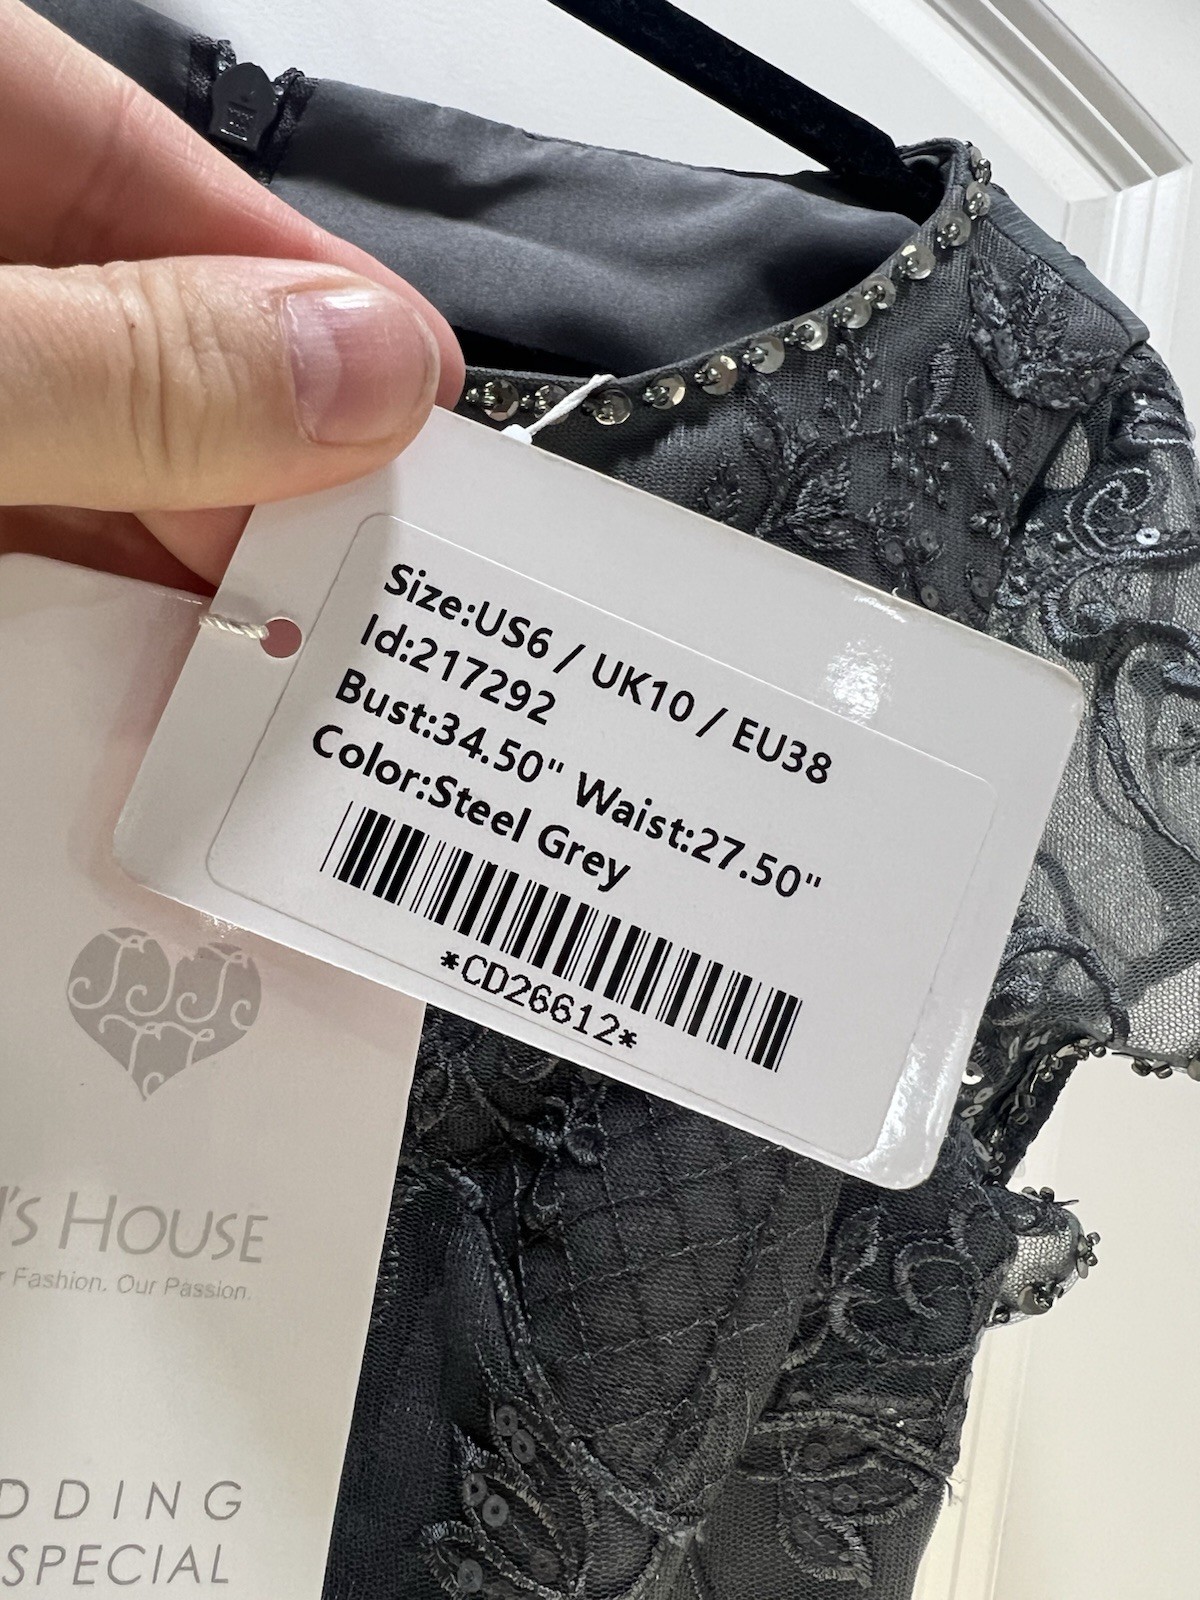 Size:US6 / UK10 / EU38
Id:217292
Bust:34.50" Waist:27.50"
Color:Steel Grey
*CD26612*
'S HOUSE
Fashion. Our Passion.
DDING
SPECIAL